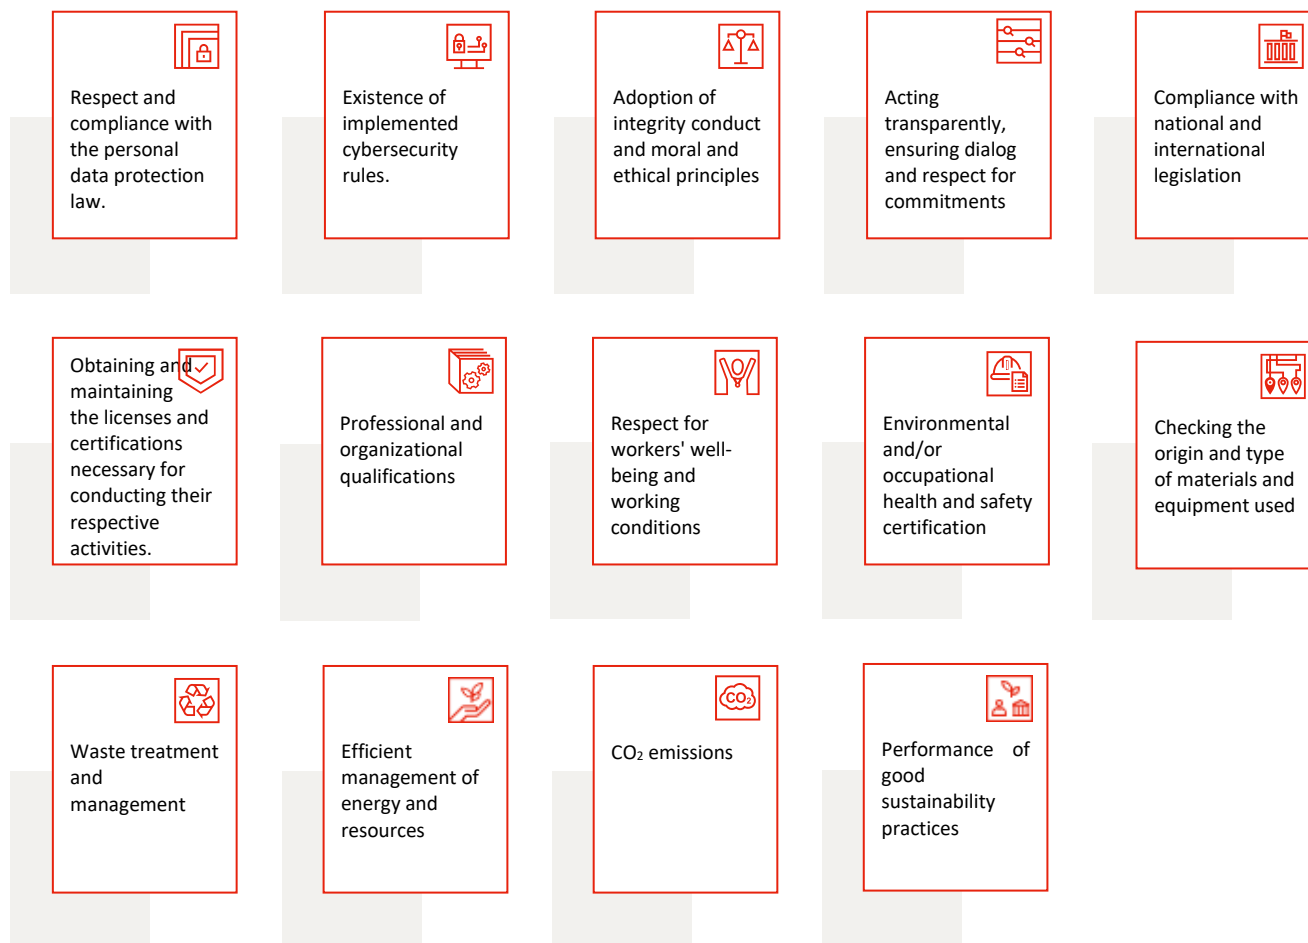 Respect and
compliance with
the personal
data protection
law.
Existence of
implemented
cybersecurity
rules.
Adoption of
integrity conduct
and moral and
ethical principles
Acting
transparently,
ensuring dialog
and respect for
commitments
Compliance with
national and
international
legislation
Obtaining and
maintaining
the licenses and
certifications
necessary for
conducting their
respective
activities.
Professional and
organizational
qualifications
Respect for
workers' well-
being and
working
conditions
Environmental
and/or
occupational
health and safety
certification
Checking the
origin and type
of materials and
equipment used
Waste treatment
and
management
Efficient
management of
energy and
resources
CO2
CO₂ emissions
Performance of
good
sustainability
practices